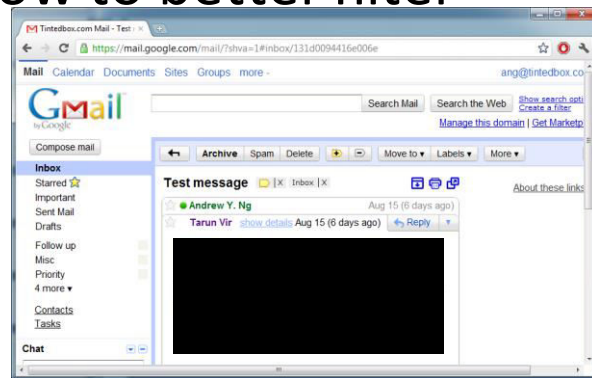 ow to better filter
Tintedbox.com Mail - Test
https://mail.google.com/mail/?shva=1#inbox/131d0094416e006e
Mail Calendar Documents Sites Groups more -
ang@tintedbox.co
Gmail
by Google
Search Mail Search the Web
Show search opti
Create a filter
Manage this domain | Get Marketp
Compose mail
Archive Spam Delete Move to ▾ Labels ▾ More ▾
Inbox
Starred
Important
Sent Mail
Drafts
Follow up
Misc
Priority
4 more ▾
Contacts
Tasks
Chat
Test message X Inbox X
About these links
Andrew Y. Ng Aug 15 (6 days ago)
Tarun Vir show details Aug 15 (6 days ago) Reply